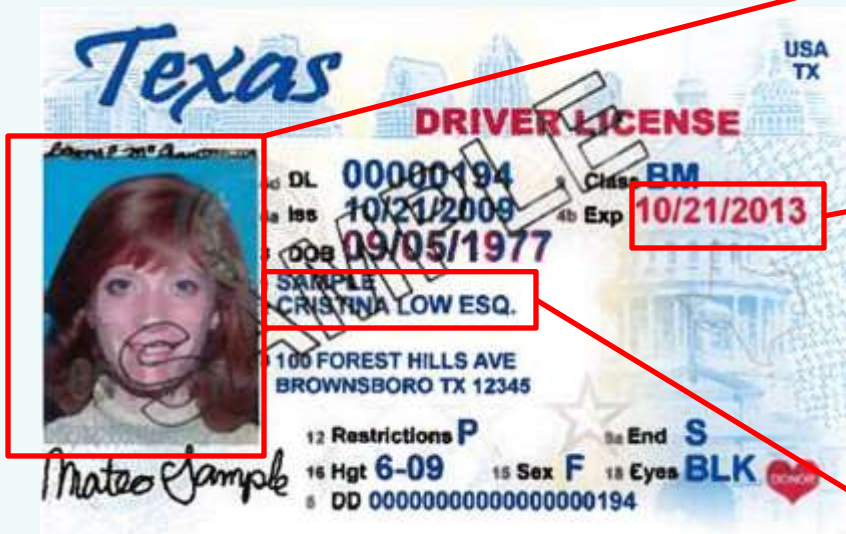 Texas
USA
TX
DRIVER LICENSE
DL 00000194 9 Class BM
4a Iss 10/21/2009 4b Exp 10/21/2013
3 DOB 09/05/1977
SAMPLE
CRISTINA LOW ESQ.
100 FOREST HILLS AVE
BROWNSBORO TX 12345
12 Restrictions P 9a End S
16 Hgt 6-09 15 Sex F 18 Eyes BLK
DONOR
5 DD 00000000000000000194
Mateo Sample
SAMPLE